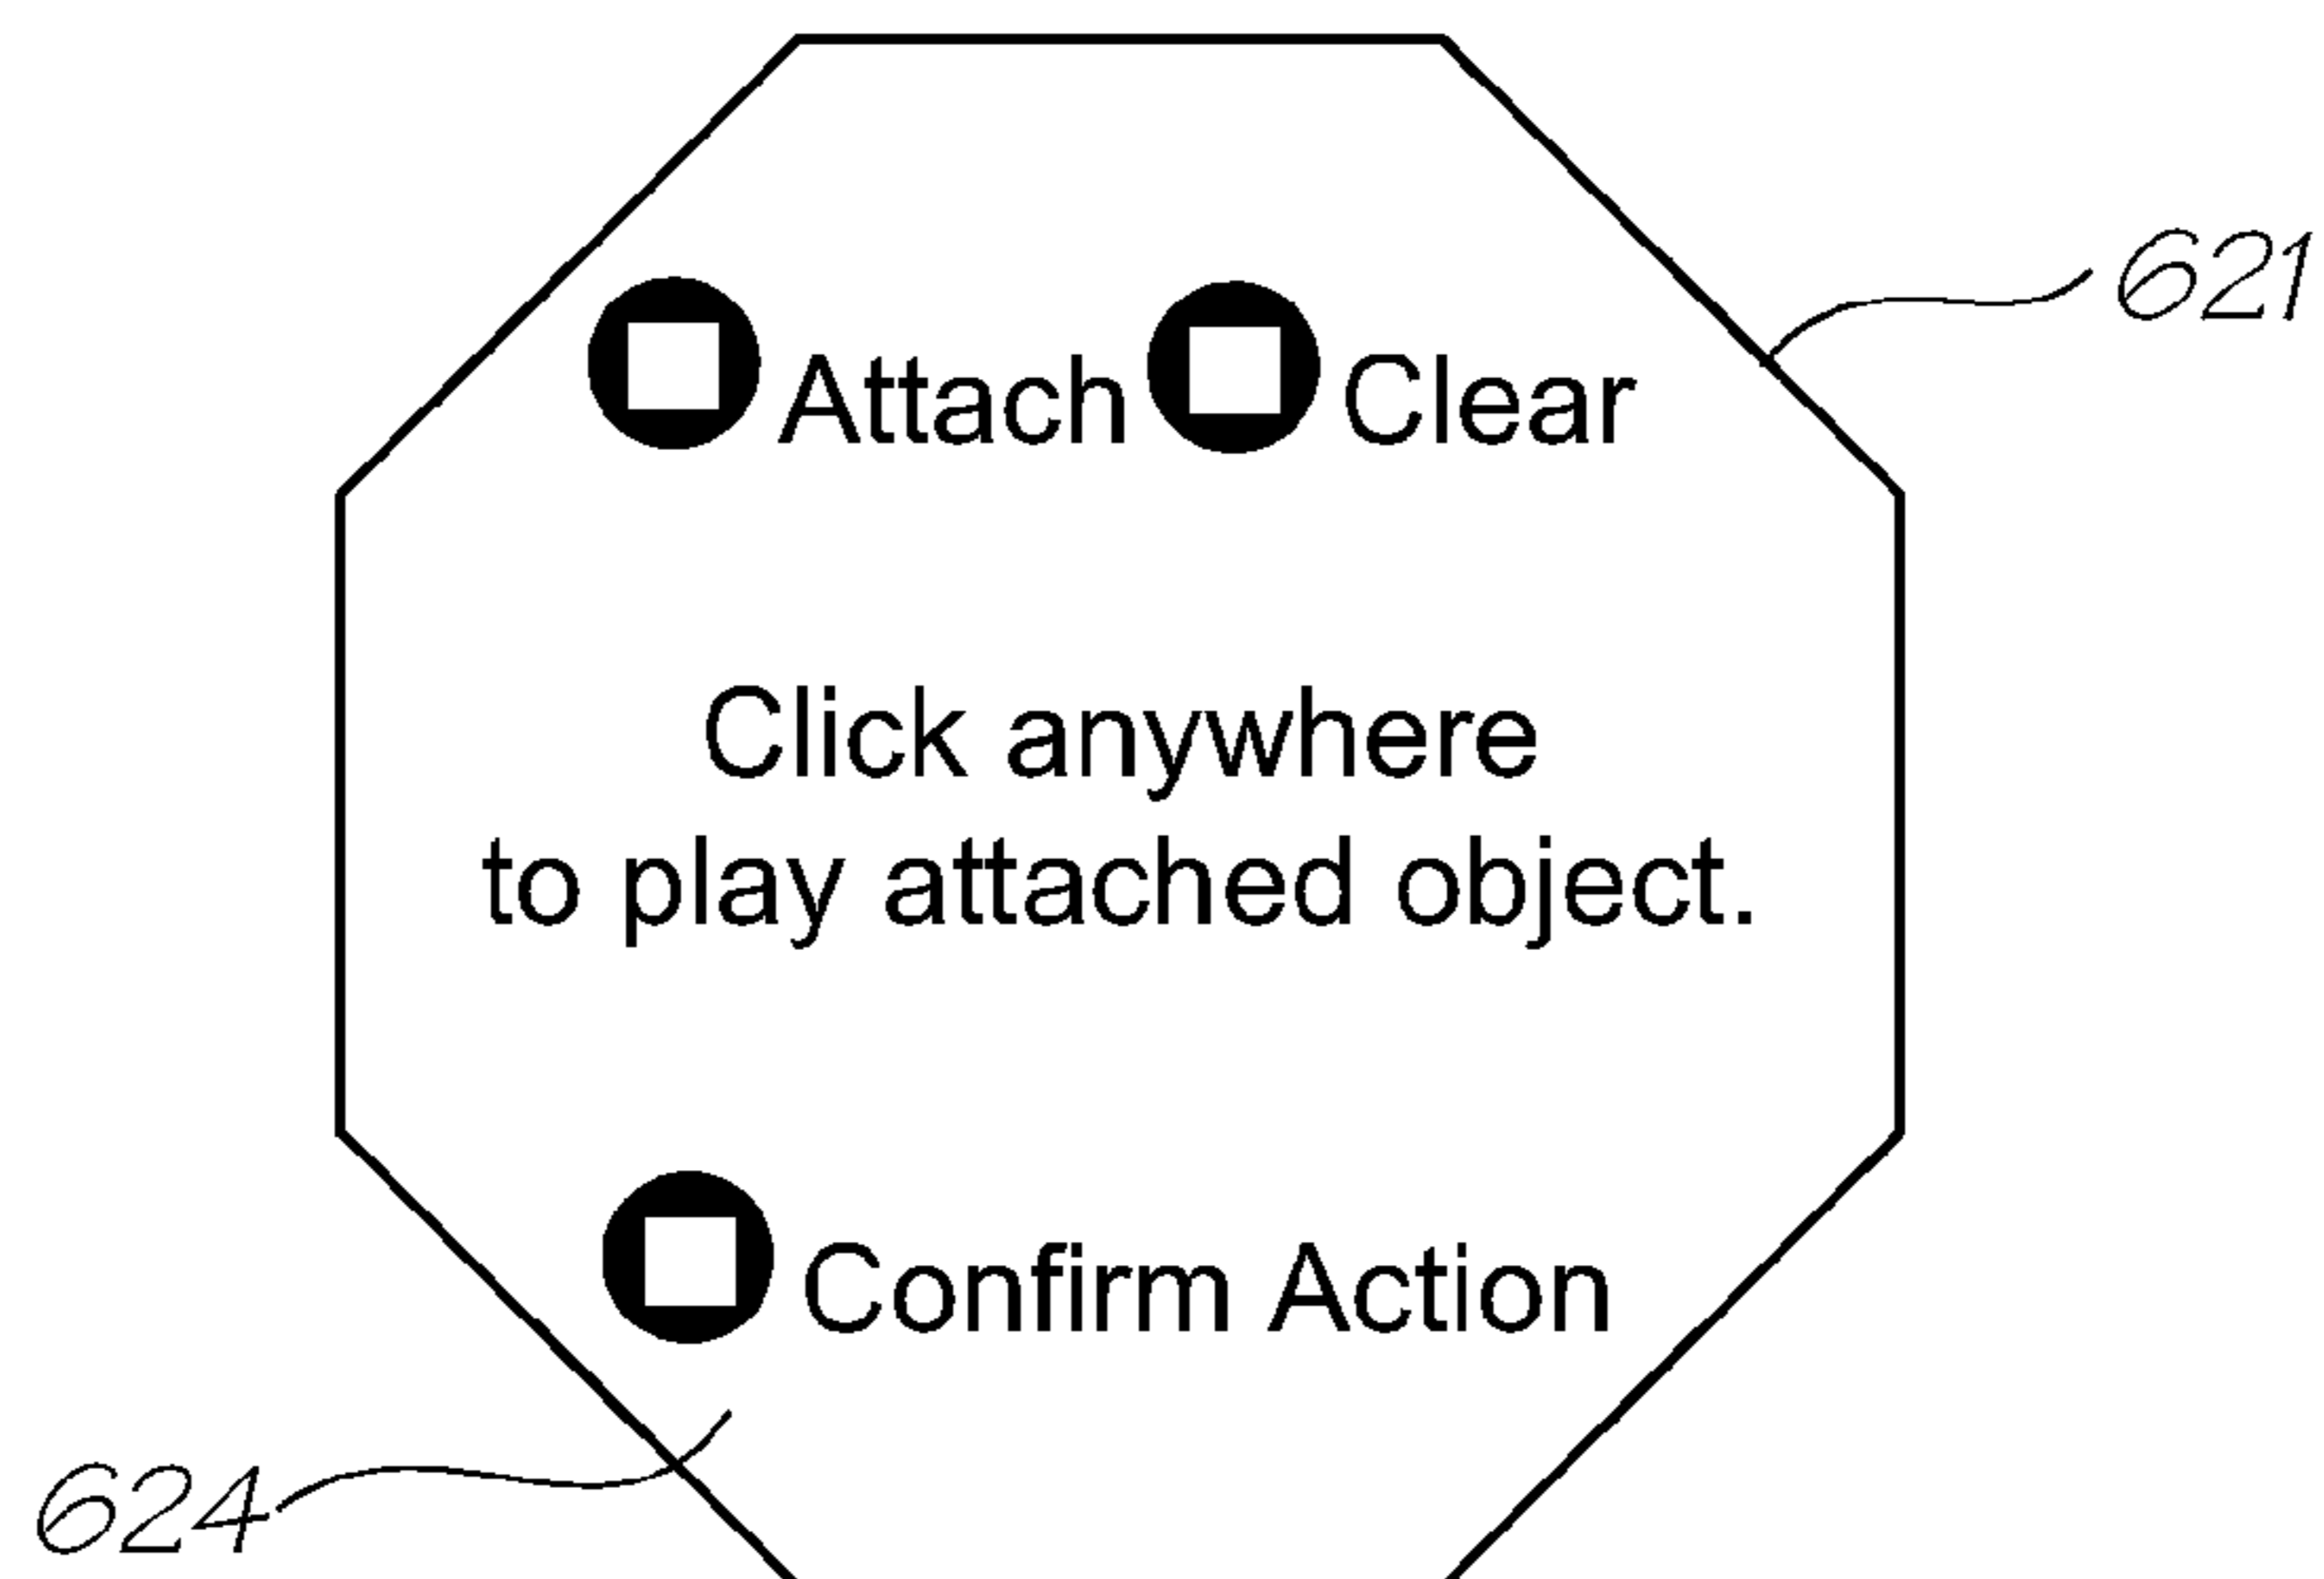 621
Attach Clear
Click anywhere
to play attached object.
Confirm Action
624